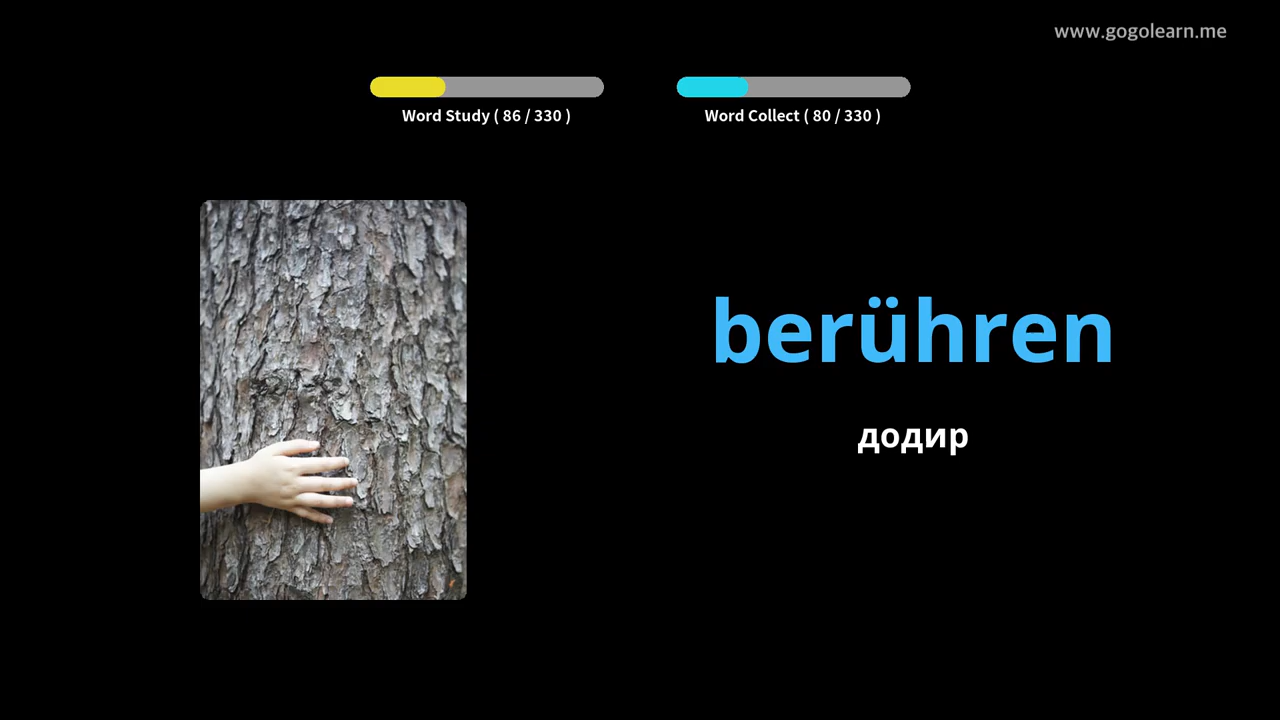 www.gogolearn.me
Word Study ( 86 / 330 )
Word Collect ( 80 / 330 )
berühren
додир